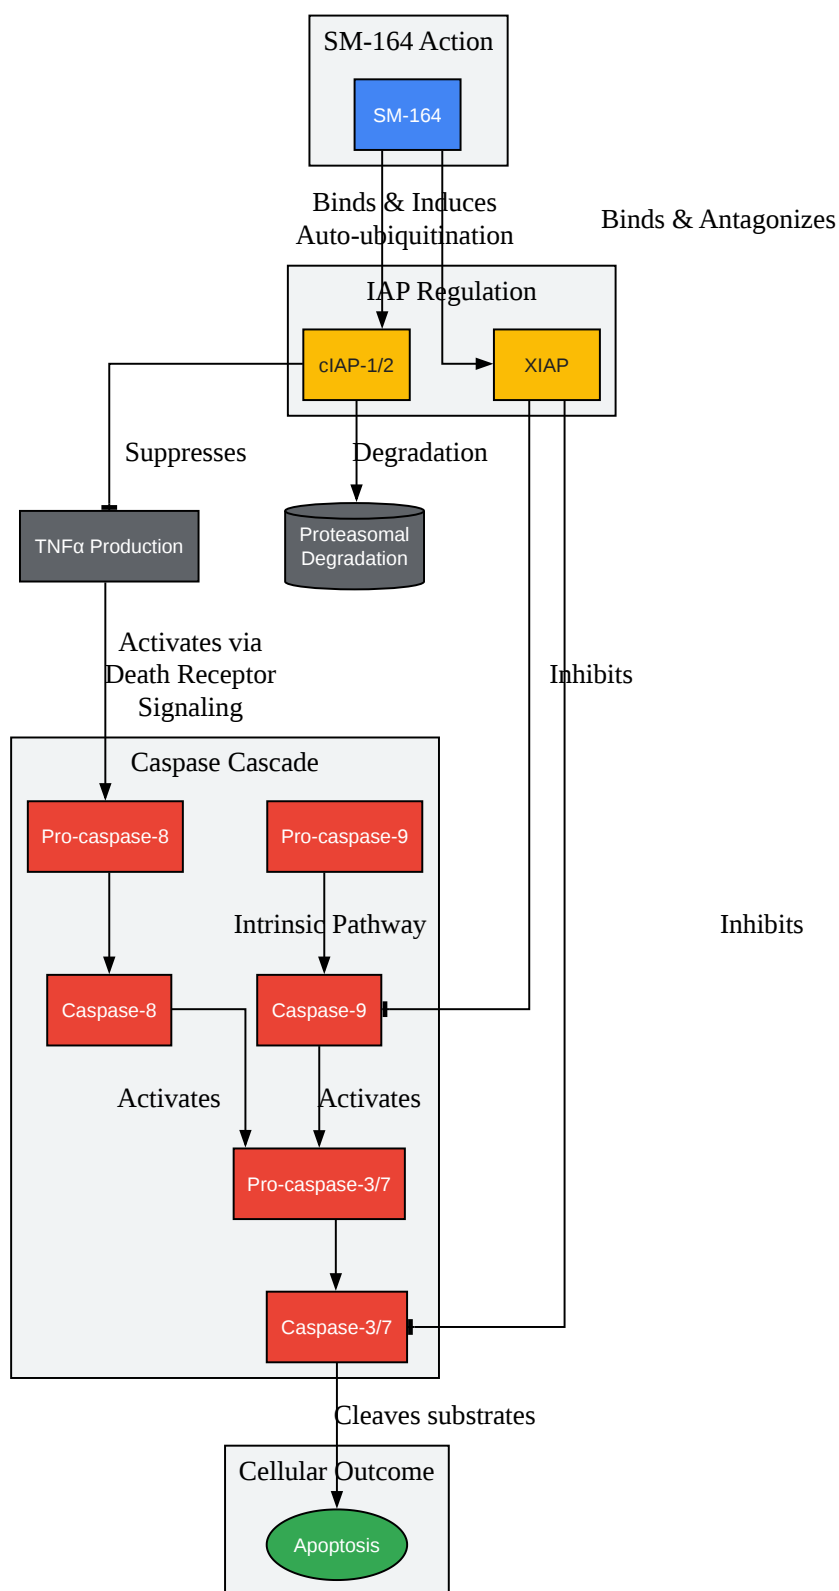 SM-164 Action
SM-164
Binds & Induces
Auto-ubiquitination
Binds & Antagonizes
IAP Regulation
cIAP-1/2
XIAP
Suppresses
Degradation
TNFα Production
Proteasomal
Degradation
Activates via
Death Receptor
Signaling
Inhibits
Caspase Cascade
Pro-caspase-8
Pro-caspase-9
Intrinsic Pathway
Inhibits
Caspase-8
Caspase-9
Activates
Activates
Pro-caspase-3/7
Caspase-3/7
Cleaves substrates
Cellular Outcome
Apoptosis